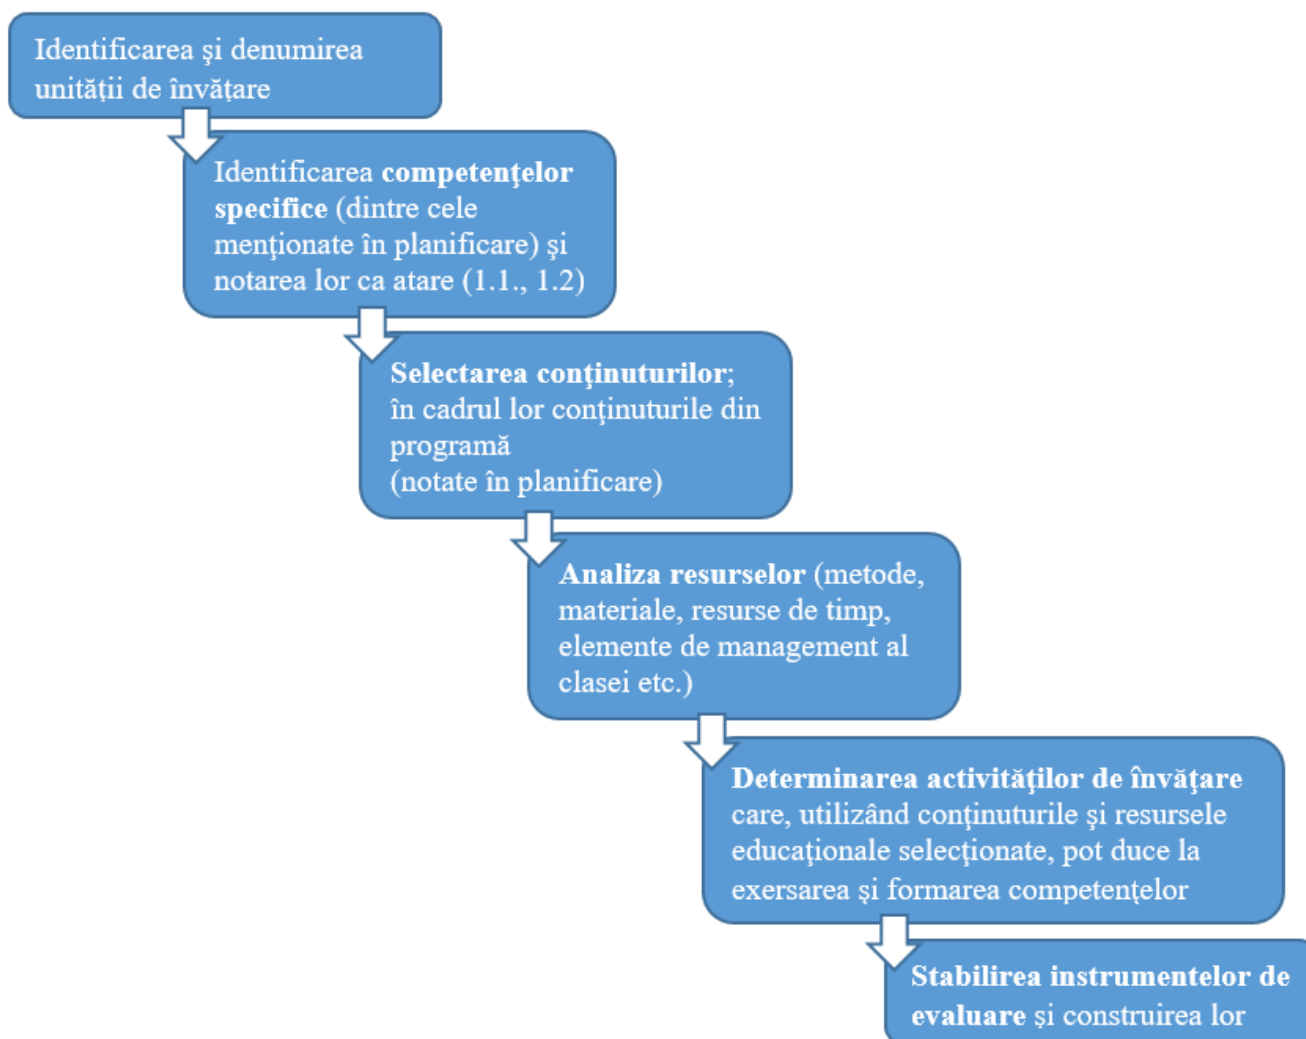 Identificarea şi denumirea
unităţii de învăţare
Identificarea competenţelor
specifice (dintre cele
menţionate în planificare) şi
notarea lor ca atare (1.1., 1.2)
Selectarea conţinuturilor;
în cadrul lor conţinuturile din
programă
(notate în planificare)
Analiza resurselor (metode,
materiale, resurse de timp,
elemente de management al
clasei etc.)
Determinarea activităţilor de învăţare
care, utilizând conţinuturile şi resursele
educaţionale selecţionate, pot duce la
exersarea şi formarea competenţelor
Stabilirea instrumentelor de
evaluare şi construirea lor